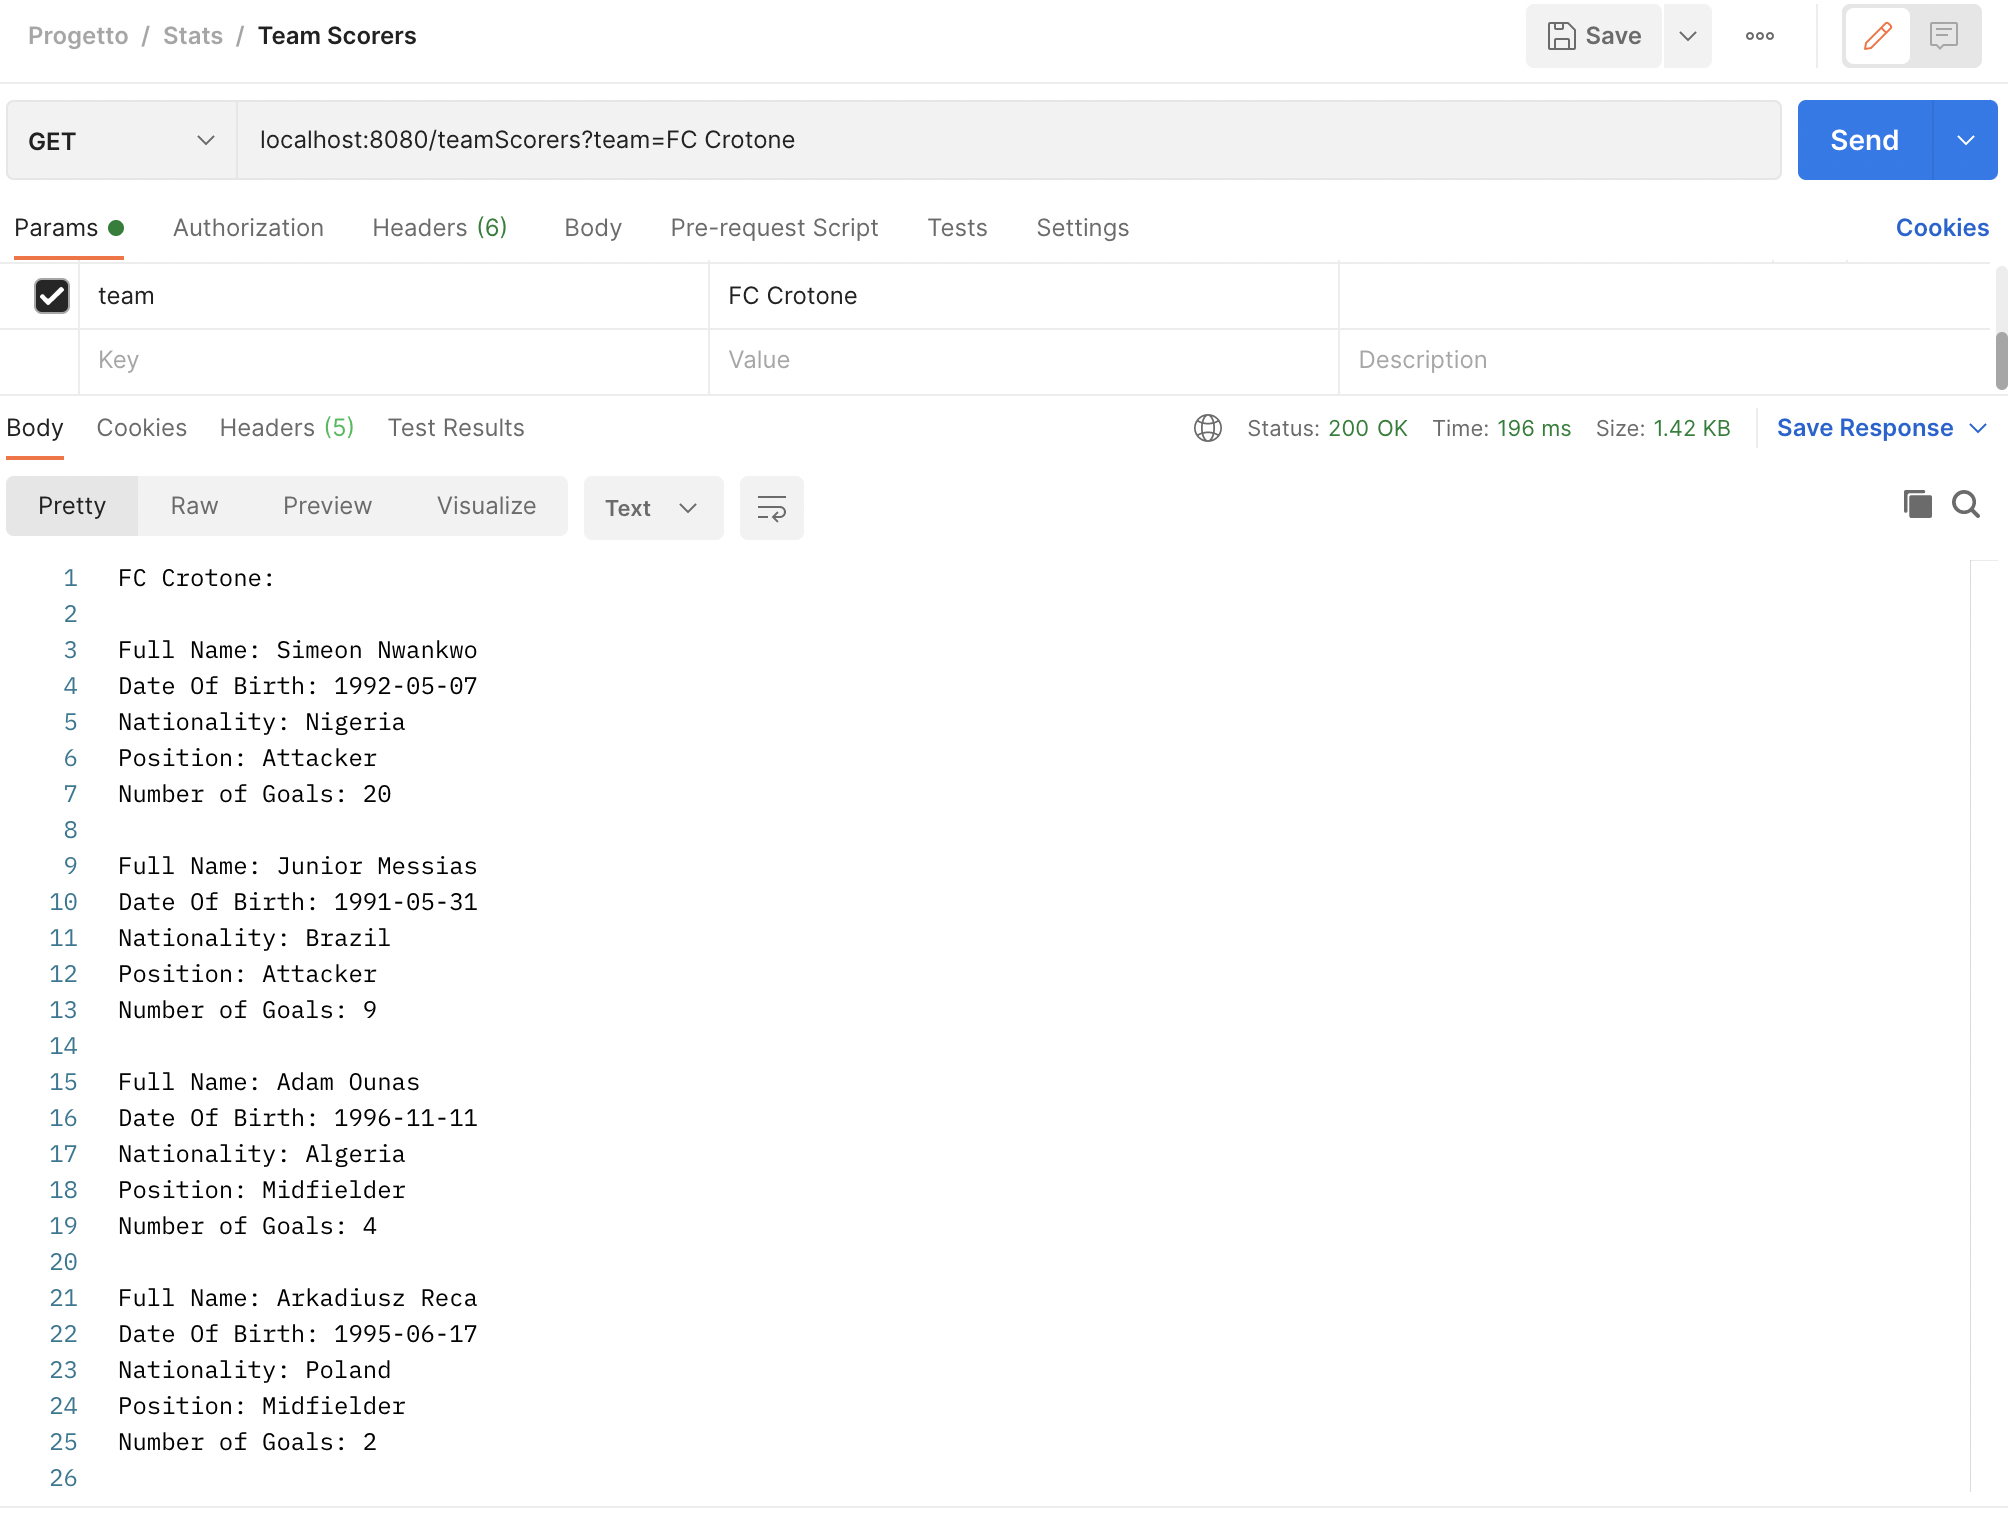 Progetto / Stats / Team Scorers
Save
GET
localhost:8080/teamScorers?team=FC Crotone
Send
Params Authorization Headers (6) Body Pre-request Script Tests Settings Cookies
team FC Crotone
Key Value Description
Body Cookies Headers (5) Test Results Status: 200 OK Time: 196 ms Size: 1.42 KB Save Response
Pretty Raw Preview Visualize Text
1 FC Crotone:
2
3 Full Name: Simeon Nwankwo
4 Date Of Birth: 1992-05-07
5 Nationality: Nigeria
6 Position: Attacker
7 Number of Goals: 20
8
9 Full Name: Junior Messias
10 Date Of Birth: 1991-05-31
11 Nationality: Brazil
12 Position: Attacker
13 Number of Goals: 9
14
15 Full Name: Adam Ounas
16 Date Of Birth: 1996-11-11
17 Nationality: Algeria
18 Position: Midfielder
19 Number of Goals: 4
20
21 Full Name: Arkadiusz Reca
22 Date Of Birth: 1995-06-17
23 Nationality: Poland
24 Position: Midfielder
25 Number of Goals: 2
26